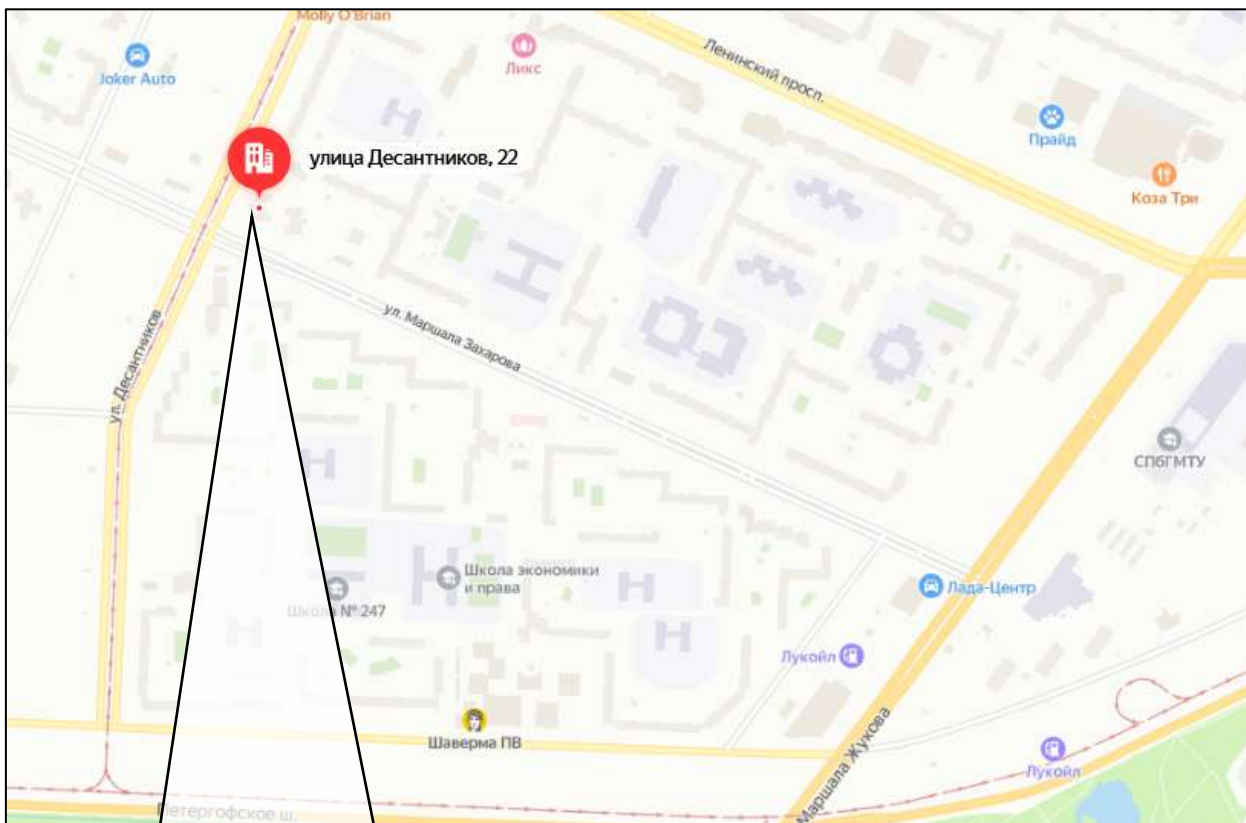 Molly O'Brian
Joker Auto
Ликс
Ленинский просп.
Прайд
Коза Три
улица Десантников, 22
ул. Десантников
ул. Маршала Захарова
СПбГМТУ
Школа экономики
и права
Школа № 247
Лада-Центр
Лукойл
Шаверма ПВ
Маршала Жукова
Лукойл
Петергофское ш.